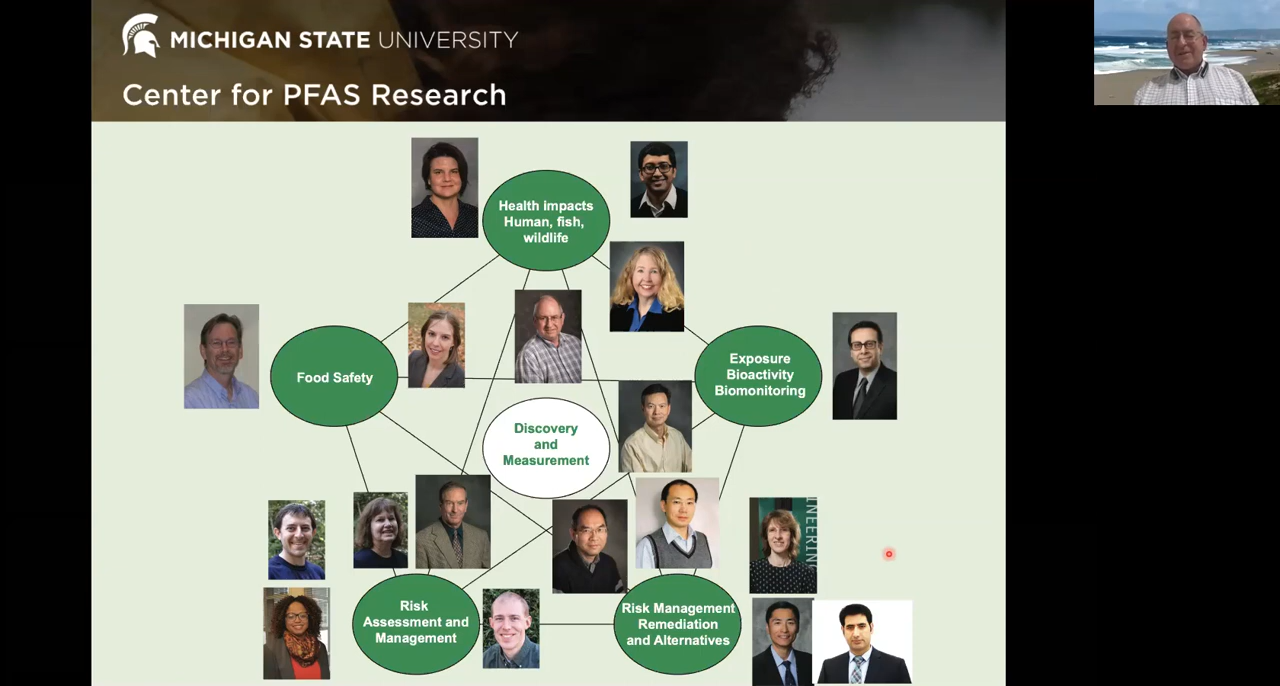 MICHIGAN STATE UNIVERSITY
Center for PFAS Research
Health impacts
Human, fish,
wildlife
Food Safety
Exposure
Bioactivity
Biomonitoring
Discovery
and
Measurement
INEERIN
Risk
Assessment and
Management
Risk Management
Remediation
and Alternatives